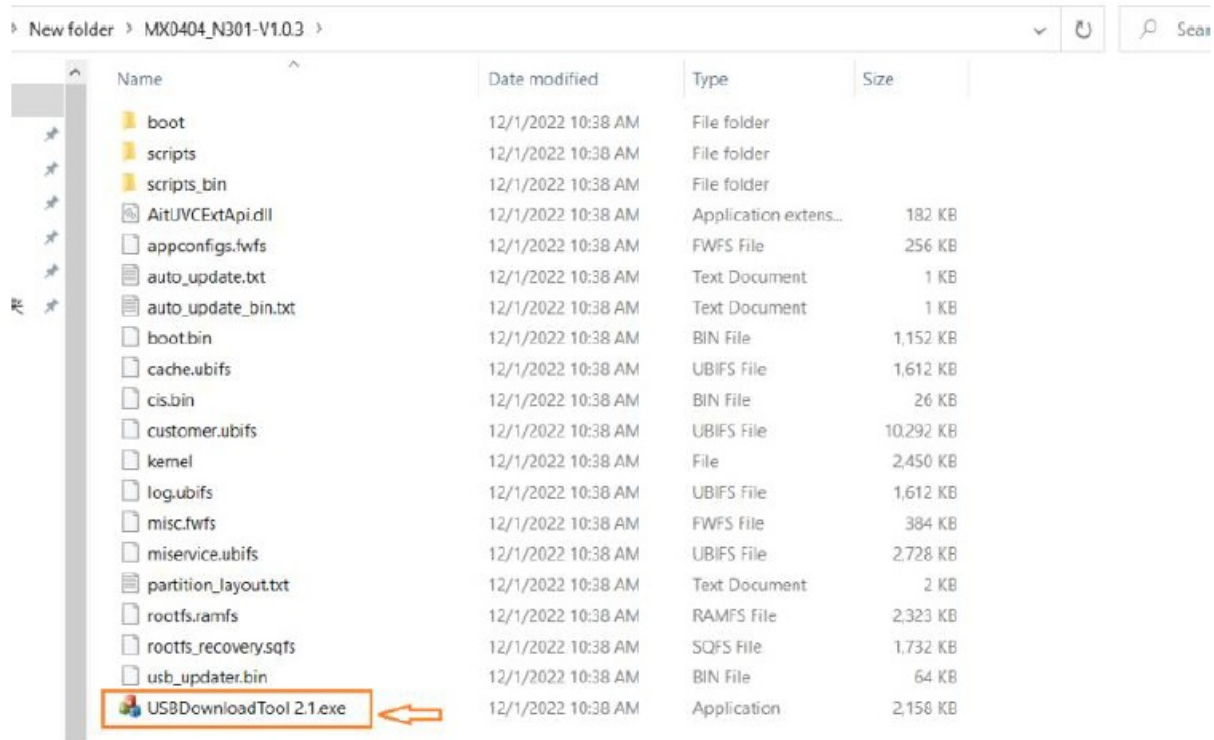 New folder > MX0404_N301-V1.0.3 >
Name Date modified Type Size
boot 12/1/2022 10:38 AM File folder
scripts 12/1/2022 10:38 AM File folder
scripts_bin 12/1/2022 10:38 AM File folder
AitUVCExtApi.dll 12/1/2022 10:38 AM Application extens... 182 KB
appconfigs.fwfs 12/1/2022 10:38 AM FWFS File 256 KB
auto_update.txt 12/1/2022 10:38 AM Text Document 1 KB
auto_update_bin.txt 12/1/2022 10:38 AM Text Document 1 KB
boot.bin 12/1/2022 10:38 AM BIN File 1,152 KB
cache.ubifs 12/1/2022 10:38 AM UBIFS File 1,612 KB
cis.bin 12/1/2022 10:38 AM BIN File 26 KB
customer.ubifs 12/1/2022 10:38 AM UBIFS File 10,292 KB
kernel 12/1/2022 10:38 AM File 2,450 KB
log.ubifs 12/1/2022 10:38 AM UBIFS File 1,612 KB
misc.fwfs 12/1/2022 10:38 AM FWFS File 384 KB
miservice.ubifs 12/1/2022 10:38 AM UBIFS File 2,728 KB
partition_layout.txt 12/1/2022 10:38 AM Text Document 2 KB
rootfs.ramfs 12/1/2022 10:38 AM RAMFS File 2,323 KB
rootfs_recovery.sqfs 12/1/2022 10:38 AM SQFS File 1,732 KB
usb_updater.bin 12/1/2022 10:38 AM BIN File 64 KB
USBDownloadTool 2.1.exe 12/1/2022 10:38 AM Application 2,158 KB